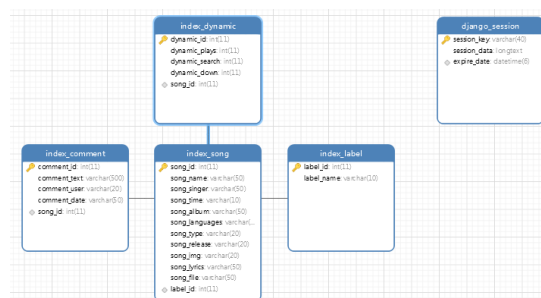 index_dynamic
dynamic_id: int(11)
dynamic_plays: int(11)
dynamic_search: int(11)
dynamic_down: int(11)
song_id: int(11)
django_session
session_key: varchar(40)
session_data: longtext
expire_date: datetime(6)
index_comment
comment_id: int(11)
comment_text: varchar(500)
comment_user: varchar(20)
comment_date: varchar(50)
song_id: int(11)
index_song
song_id: int(11)
song_name: varchar(50)
song_singer: varchar(50)
song_time: varchar(10)
song_album: varchar(50)
song_languages: varchar(...
song_type: varchar(20)
song_release: varchar(20)
song_img: varchar(20)
song_lyrics: varchar(50)
song_file: varchar(50)
label_id: int(11)
index_label
label_id: int(11)
label_name: varchar(10)